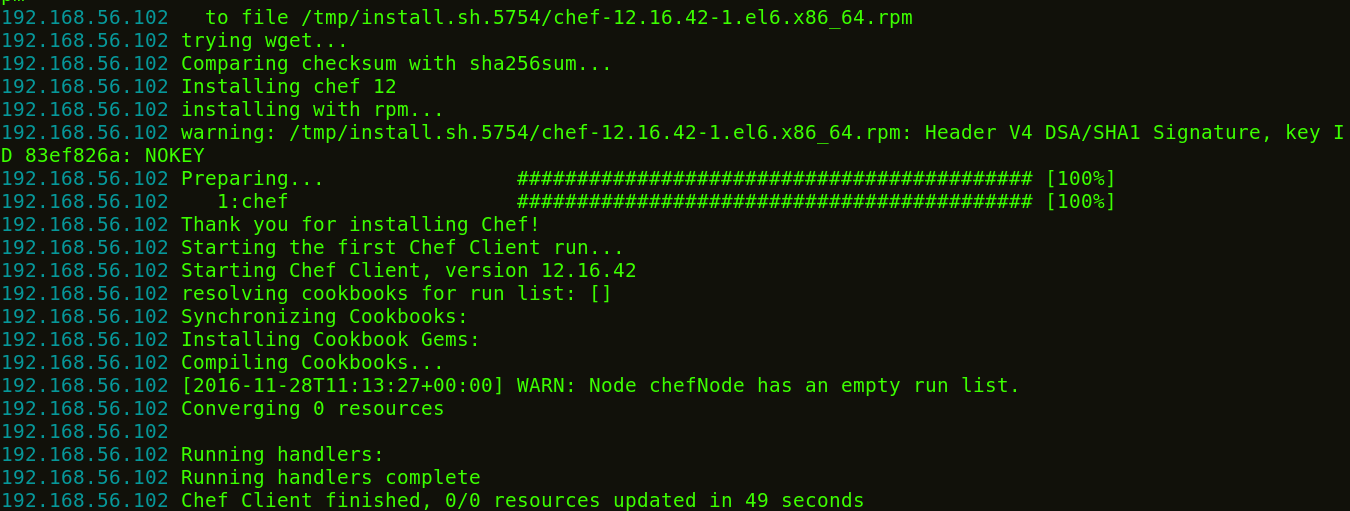 192.168.56.102   to file /tmp/install.sh.5754/chef-12.16.42-1.el6.x86_64.rpm
192.168.56.102 trying wget...
192.168.56.102 Comparing checksum with sha256sum...
192.168.56.102 Installing chef 12
192.168.56.102 installing with rpm...
192.168.56.102 warning: /tmp/install.sh.5754/chef-12.16.42-1.el6.x86_64.rpm: Header V4 DSA/SHA1 Signature, key I
D 83ef826a: NOKEY
192.168.56.102 Preparing...                ########################################### [100%]
192.168.56.102    1:chef                   ########################################### [100%]
192.168.56.102 Thank you for installing Chef!
192.168.56.102 Starting the first Chef Client run...
192.168.56.102 Starting Chef Client, version 12.16.42
192.168.56.102 resolving cookbooks for run list: []
192.168.56.102 Synchronizing Cookbooks:
192.168.56.102 Installing Cookbook Gems:
192.168.56.102 Compiling Cookbooks...
192.168.56.102 [2016-11-28T11:13:27+00:00] WARN: Node chefNode has an empty run list.
192.168.56.102 Converging 0 resources
192.168.56.102
192.168.56.102 Running handlers:
192.168.56.102 Running handlers complete
192.168.56.102 Chef Client finished, 0/0 resources updated in 49 seconds